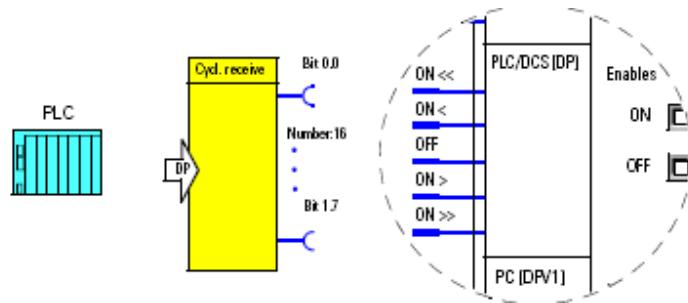 PLC
Cycl. receive
DP
Bit 0.0
Number:16
Bit 1.7
PLC/DCS [DP]
ON <<
ON <
OFF
ON >
ON >>
PC [DPV1]
Enables
ON
OFF